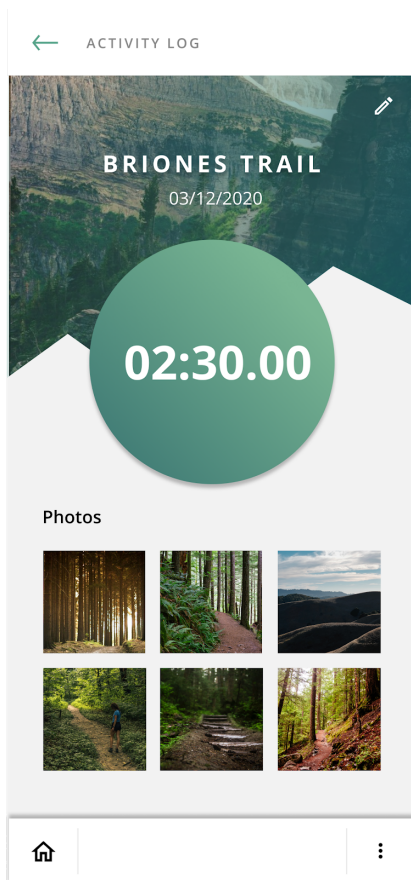 ACTIVITY LOG
BRIONES TRAIL
03/12/2020
02:30.00
Photos